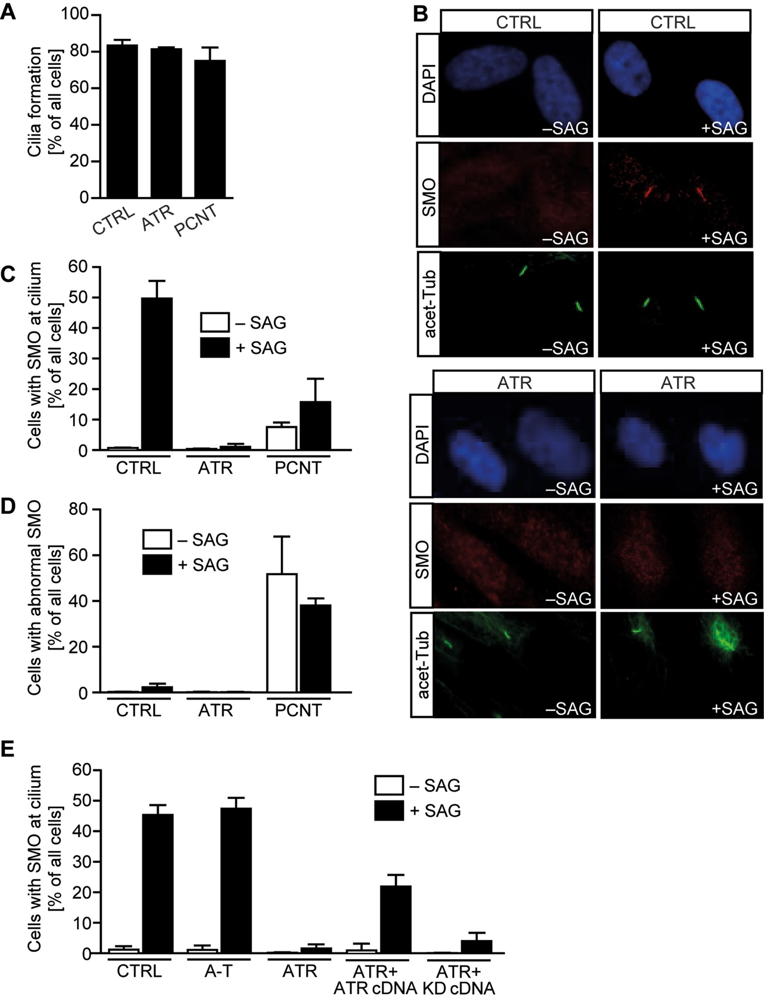 A
100
80
60
40
20
0
Cilia formation
[% of all cells]
CTRL
ATR
PCNT
B
CTRL
CTRL
DAPI
–SAG
+SAG
SMO
–SAG
+SAG
acet-Tub
–SAG
+SAG
ATR
ATR
DAPI
–SAG
+SAG
SMO
–SAG
+SAG
acet-Tub
–SAG
+SAG
C
60
50
40
30
20
10
0
Cells with SMO at cilium
[% of all cells]
– SAG
+ SAG
CTRL
ATR
PCNT
D
80
60
40
20
0
Cells with abnormal SMO
[% of all cells]
– SAG
+ SAG
CTRL
ATR
PCNT
E
60
50
40
30
20
10
0
Cells with SMO at cilium
[% of all cells]
– SAG
+ SAG
CTRL
A-T
ATR
ATR+
ATR cDNA
ATR+
KD cDNA